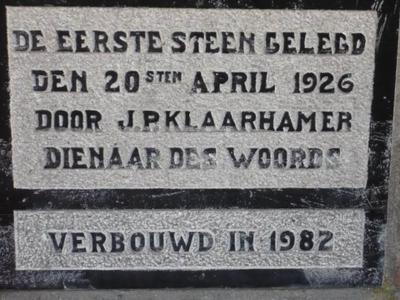 DE EERSTE STEEN GELEGD
DEN 20STEN APRIL 1926
DOOR J.P.KLAARHAMER
DIENAAR DES WOORDS
VERBOUWD IN 1982